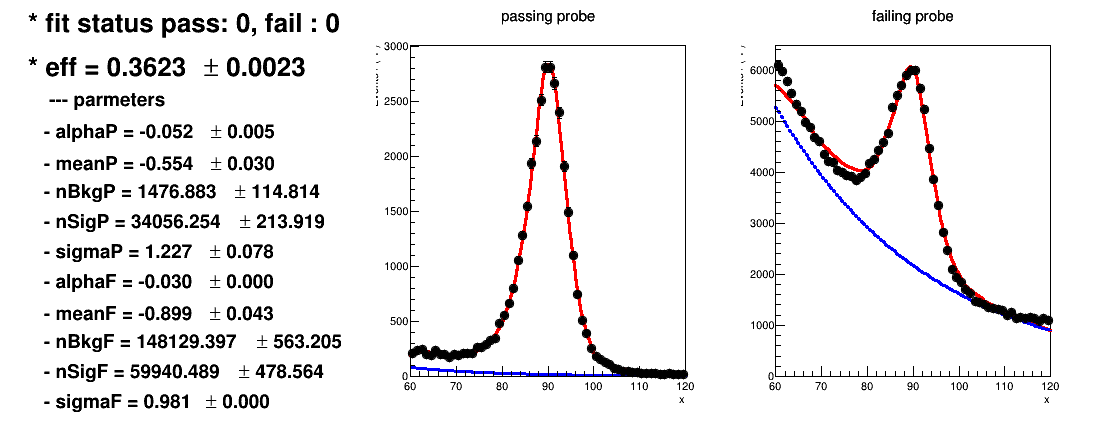 * fit status pass: 0, fail : 0
* eff = 0.3623 ± 0.0023
--- parmeters
- alphaP = -0.052 ± 0.005
- meanP = -0.554 ± 0.030
- nBkgP = 1476.883 ± 114.814
- nSigP = 34056.254 ± 213.919
- sigmaP = 1.227 ± 0.078
- alphaF = -0.030 ± 0.000
- meanF = -0.899 ± 0.043
- nBkgF = 148129.397 ± 563.205
- nSigF = 59940.489 ± 478.564
- sigmaF = 0.981 ± 0.000
passing probe
3000
2500
2000
1500
1000
500
0
60 70 80 90 100 110 120
x
failing probe
6000
5000
4000
3000
2000
1000
0
60 70 80 90 100 110 120
x